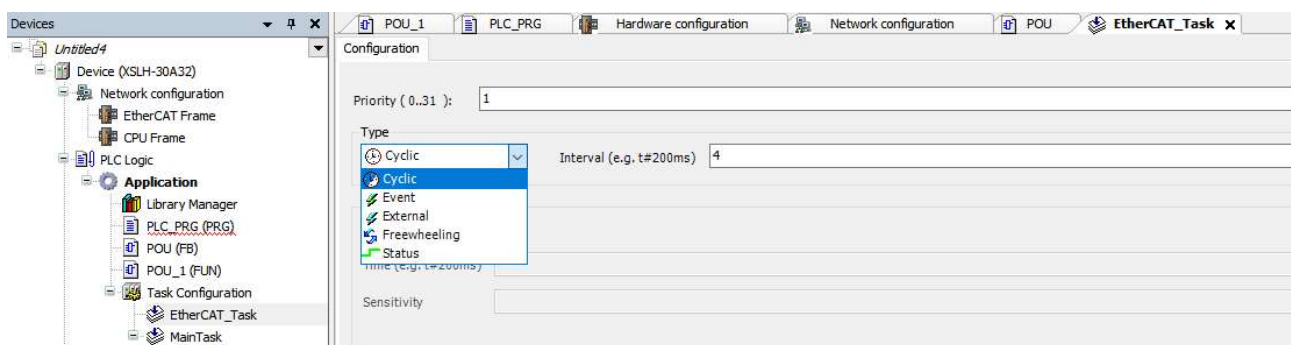 Devices
Untitled4
Device (XSLH-30A32)
Network configuration
EtherCAT Frame
CPU Frame
PLC Logic
Application
Library Manager
PLC_PRG (PRG)
POU (FB)
POU_1 (FUN)
Task Configuration
EtherCAT_Task
MainTask
POU_1 PLC_PRG Hardware configuration Network configuration POU EtherCAT_Task X
Configuration
Priority ( 0..31 ): 1
Type
Cyclic Interval (e.g. t#200ms) 4
Cyclic
Event
External
Freewheeling
Status
Time (e.g. t#200ms)
Sensitivity